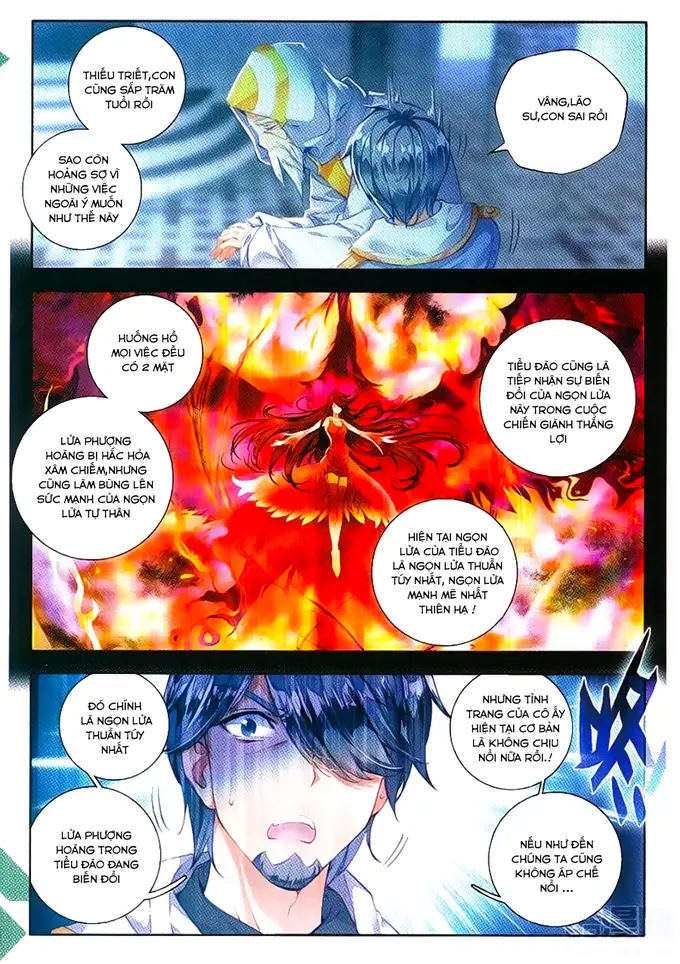 THIẾU TRIẾT,CON
CŨNG SẮP TRĂM
TUỔI RỒI
VÂNG,LÃO
SƯ,CON SAI RỒI
SAO CÒN
HOẢNG SỢ VÌ
NHỮNG VIỆC
NGOÀI Ý MUỐN
NHƯ THẾ NÀY
HUỐNG HỒ
MỌI VIỆC ĐỀU
CÓ 2 MẶT
TIỂU ĐÀO CŨNG LÀ
TIẾP NHẬN SỰ BIẾN
ĐỔI CỦA NGỌN LỬA
NÀY TRONG CUỘC
CHIẾN GIÀNH THẮNG
LỢI
LỬA PHƯỢNG
HOÀNG BỊ HẮC HÓA
XÂM CHIẾM,NHƯNG
CŨNG LÀM BÙNG LÊN
SỨC MẠNH CỦA NGỌN
LỬA TỰ THÂN
HIỆN TẠI NGỌN
LỬA CỦA TIỂU ĐÀO
LÀ NGỌN LỬA THUẦN
TÚY NHẤT, NGỌN LỬA
MẠNH MẼ NHẤT
THIÊN HẠ !
ĐÓ CHÍNH
LÀ NGỌN LỬA
THUẦN TÚY
NHẤT
NHƯNG TÌNH
TRẠNG CỦA CÔ ẤY
HIỆN TẠI CƠ BẢN
LÀ KHÔNG CHỊU
NỔI NỮA RỒI.!
LỬA PHƯỢNG
HOÀNG TRONG
TIỂU ĐÀO ĐANG
BIẾN ĐỔI
NẾU NHƯ ĐẾN
CHÚNG TA CŨNG
KHÔNG ÁP CHẾ
NỔI ...